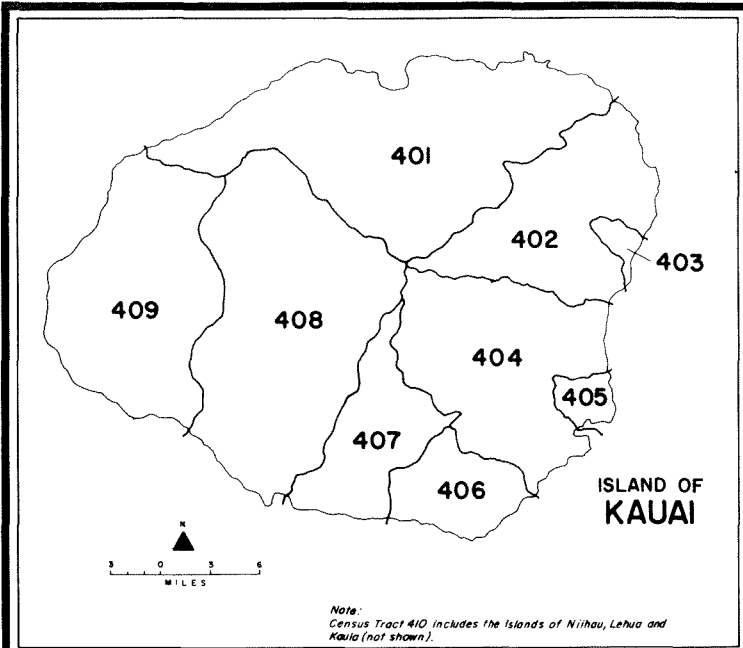 401
402
403
409
408
404
405
407
406
ISLAND OF
KAUAI
N
3 0 3 6
MILES
Note:
Census Tract 410 includes the Islands of Niihau, Lehua and
Kaula (not shown).